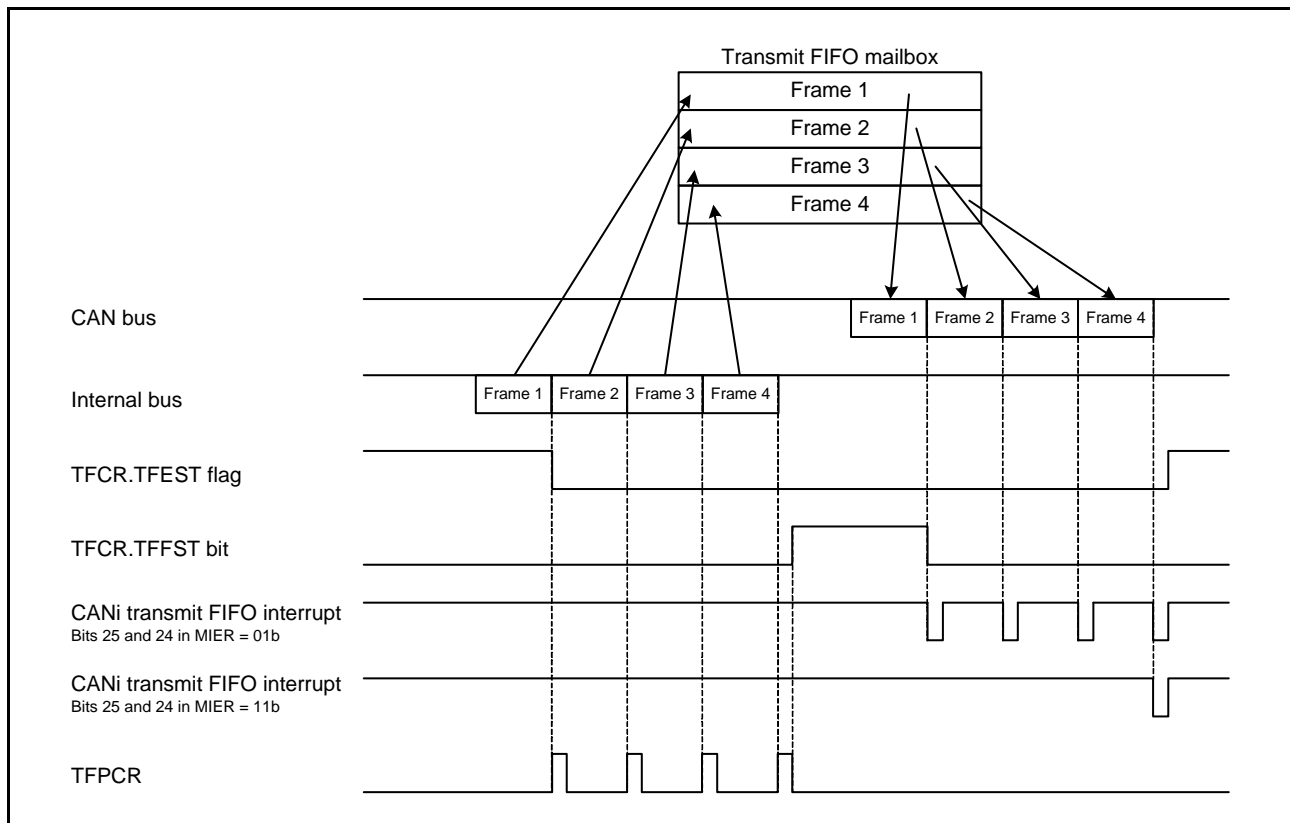 Transmit FIFO mailbox
Frame 1
Frame 2
Frame 3
Frame 4
CAN bus
Frame 1 Frame 2 Frame 3 Frame 4
Internal bus
Frame 1 Frame 2 Frame 3 Frame 4
TFCR.TFEST flag
TFCR.TFFST bit
CANi transmit FIFO interrupt
Bits 25 and 24 in MIER = 01b
CANi transmit FIFO interrupt
Bits 25 and 24 in MIER = 11b
TFPCR